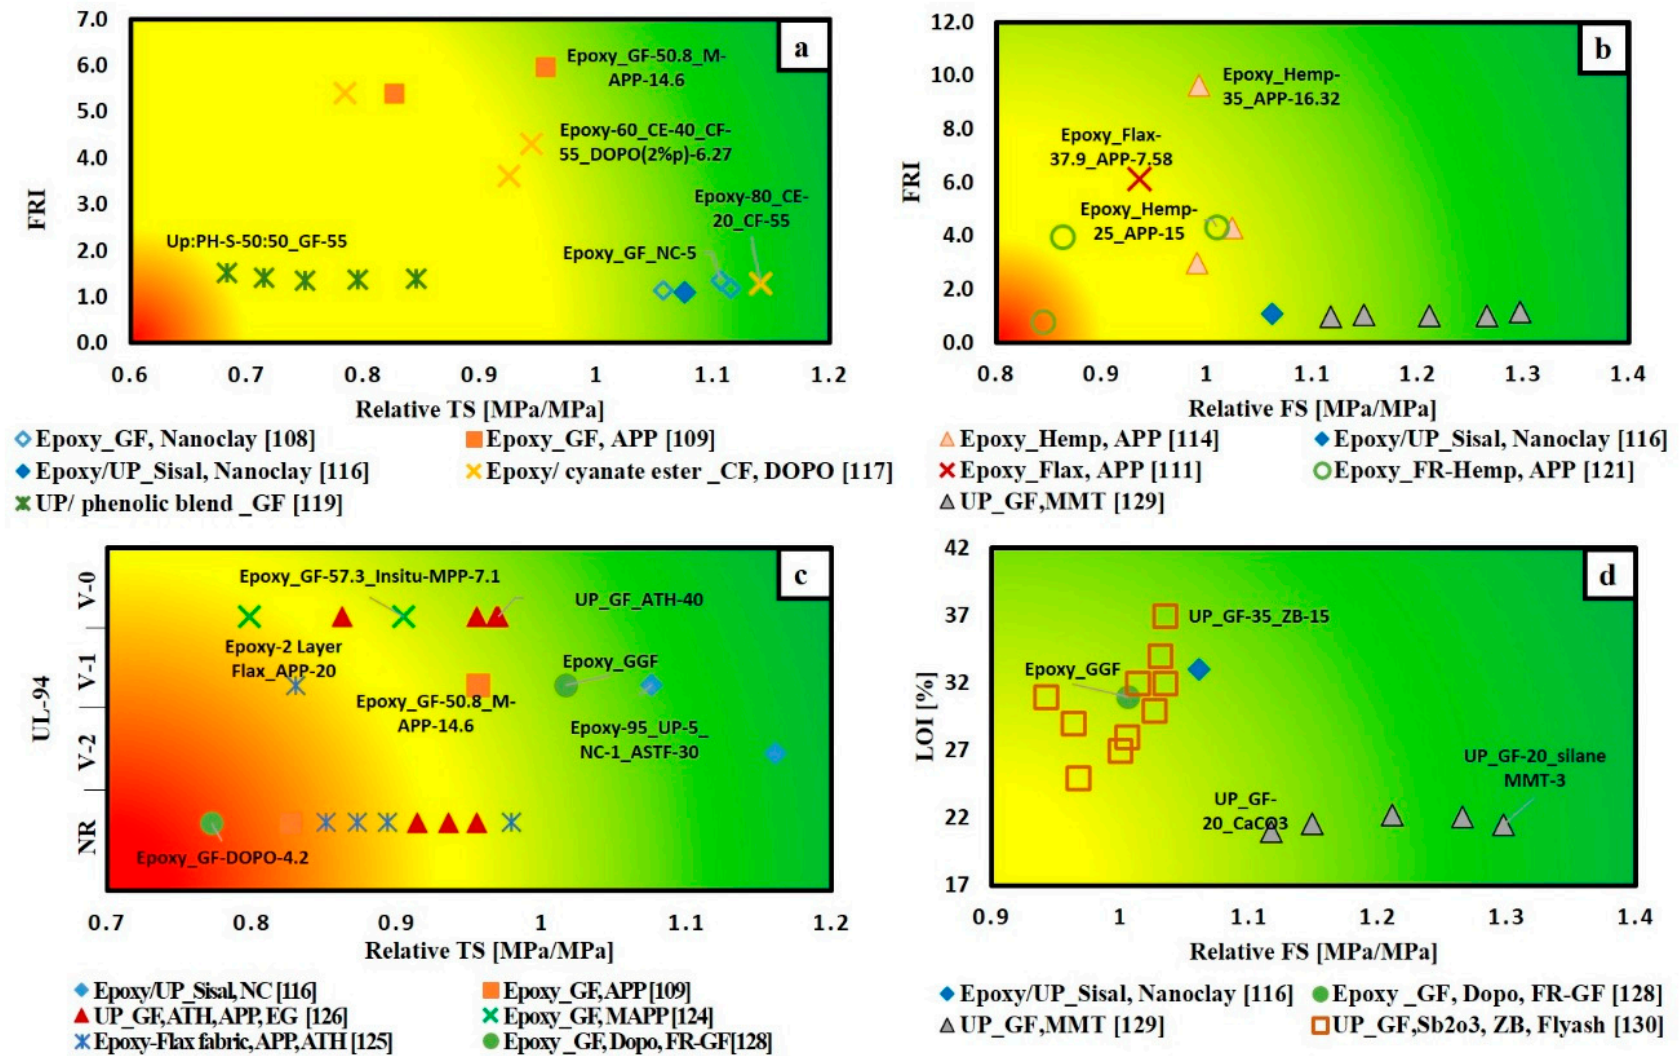 7.0
6.0
5.0
4.0
3.0
2.0
1.0
0.0
FRI
a
Epoxy_GF-50.8_M-
APP-14.6
Epoxy-60_CE-40_CF-
55_DOPO(2%p)-6.27
Epoxy-80_CE-
20_CF-55
Up:PH-S-50:50_GF-55
Epoxy_GF_NC-5
0.6 0.7 0.8 0.9 1 1.1 1.2
Relative TS [MPa/MPa]
Epoxy_GF, Nanoclay [108]
Epoxy_GF, APP [109]
Epoxy/UP_Sisal, Nanoclay [116]
Epoxy/ cyanate ester _CF, DOPO [117]
UP/ phenolic blend _GF [119]
12.0
10.0
8.0
6.0
4.0
2.0
0.0
FRI
b
Epoxy_Hemp-
35_APP-16.32
Epoxy_Flax-
37.9_APP-7.58
Epoxy_Hemp-
25_APP-15
0.8 0.9 1 1.1 1.2 1.3 1.4
Relative FS [MPa/MPa]
Epoxy_Hemp, APP [114]
Epoxy/UP_Sisal, Nanoclay [116]
Epoxy_Flax, APP [111]
Epoxy_FR-Hemp, APP [121]
UP_GF,MMT [129]
V-0
V-1
V-2
NR
UL-94
c
Epoxy_GF-57.3_Insitu-MPP-7.1
UP_GF_ATH-40
Epoxy-2 Layer
Flax_APP-20
Epoxy_GGF
Epoxy_GF-50.8_M-
APP-14.6
Epoxy-95_UP-5_
NC-1_ASTF-30
Epoxy_GF-DOPO-4.2
0.7 0.8 0.9 1 1.1 1.2
Relative TS [MPa/MPa]
Epoxy/UP_Sisal, NC [116]
Epoxy_GF,APP [109]
UP_GF,ATH,APP, EG [126]
Epoxy_GF, MAPP [124]
Epoxy-Flax fabric, APP, ATH [125]
Epoxy _GF, Dopo, FR-GF[128]
42
37
32
27
22
17
LOI [%]
d
UP_GF-35_ZB-15
Epoxy_GGF
UP_GF-20_silane
MMT-3
UP_GF-
20_CaCO3
0.9 1 1.1 1.2 1.3 1.4
Relative FS [MPa/MPa]
Epoxy/UP_Sisal, Nanoclay [116]
Epoxy _GF, Dopo, FR-GF [128]
UP_GF,MMT [129]
UP_GF,Sb2o3, ZB, Flyash [130]